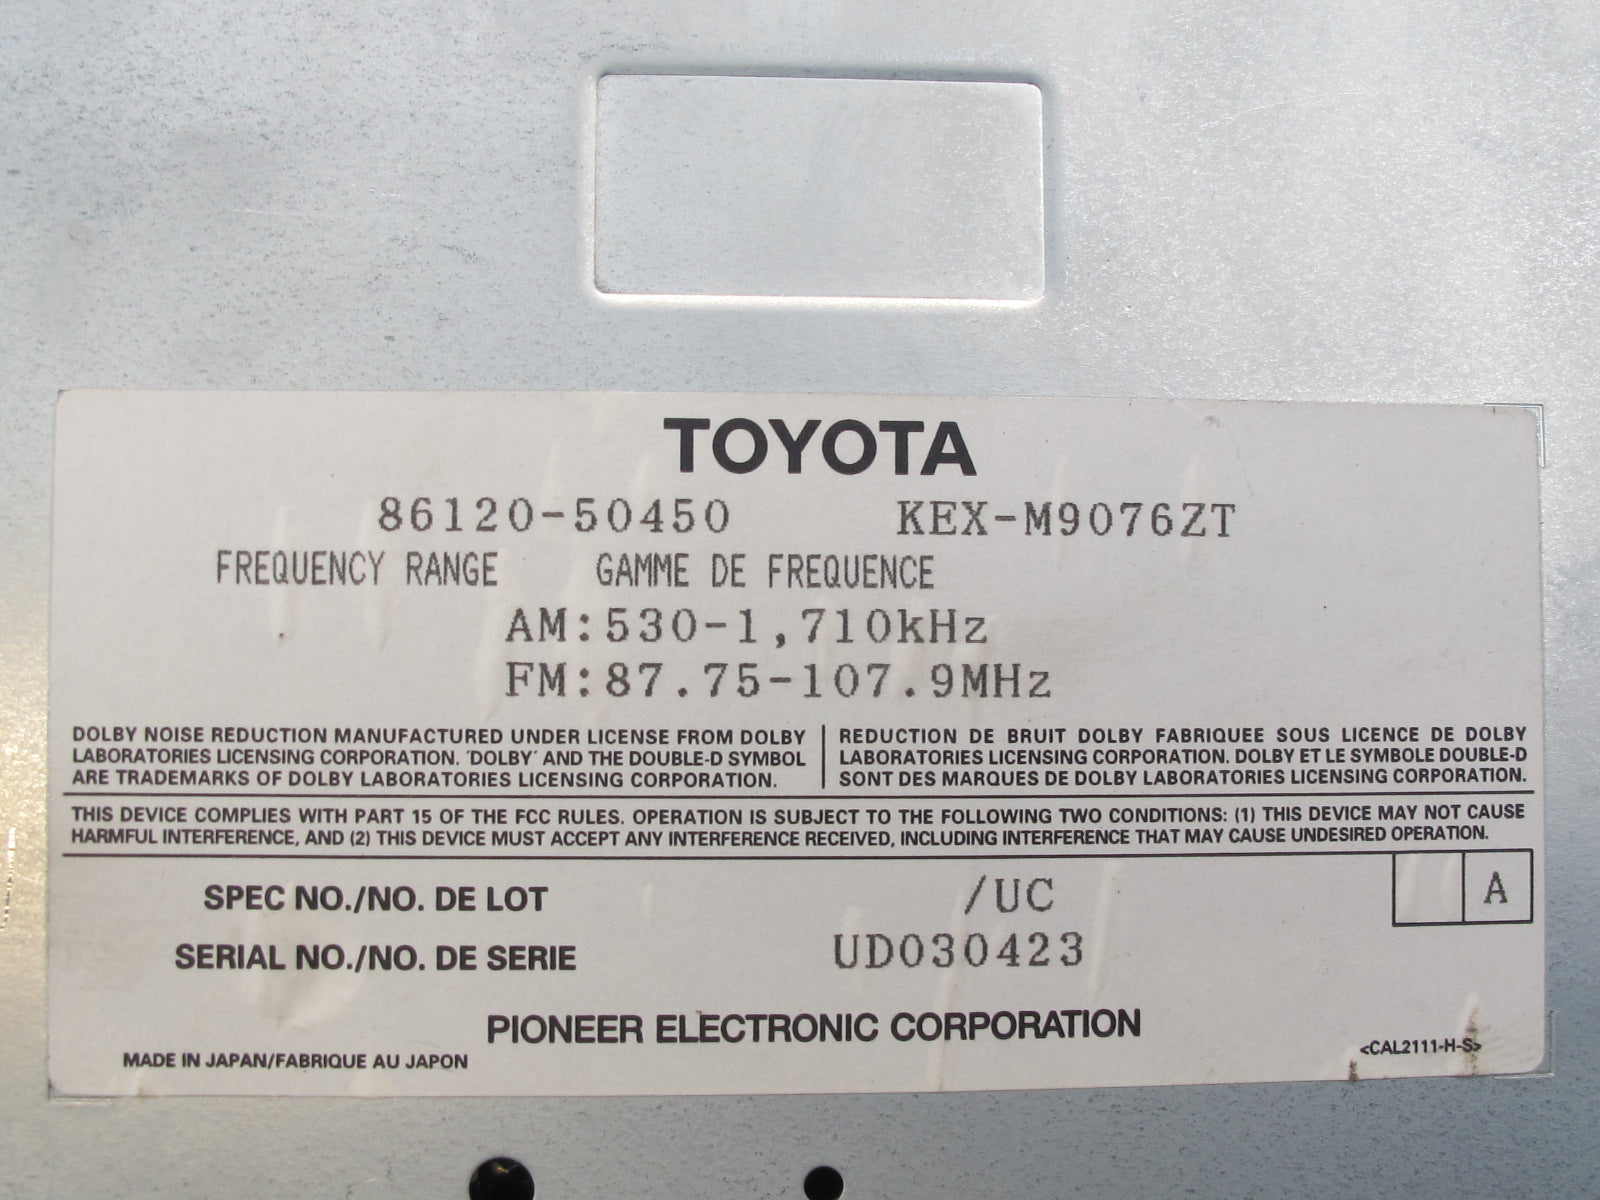 TOYOTA
86120-50450 KEX-M9076ZT
FREQUENCY RANGE GAMME DE FREQUENCE
AM:530-1,710kHz
FM:87.75-107.9MHz
DOLBY NOISE REDUCTION MANUFACTURED UNDER LICENSE FROM DOLBY
LABORATORIES LICENSING CORPORATION. ‘DOLBY’ AND THE DOUBLE-D SYMBOL
ARE TRADEMARKS OF DOLBY LABORATORIES LICENSING CORPORATION.
REDUCTION DE BRUIT DOLBY FABRIQUEE SOUS LICENCE DE DOLBY
LABORATORIES LICENSING CORPORATION. DOLBY ET LE SYMBOLE DOUBLE-D
SONT DES MARQUES DE DOLBY LABORATORIES LICENSING CORPORATION.
THIS DEVICE COMPLIES WITH PART 15 OF THE FCC RULES. OPERATION IS SUBJECT TO THE FOLLOWING TWO CONDITIONS: (1) THIS DEVICE MAY NOT CAUSE
HARMFUL INTERFERENCE, AND (2) THIS DEVICE MUST ACCEPT ANY INTERFERENCE RECEIVED, INCLUDING INTERFERENCE THAT MAY CAUSE UNDESIRED OPERATION.
SPEC NO./NO. DE LOT /UC A
SERIAL NO./NO. DE SERIE UD030423
PIONEER ELECTRONIC CORPORATION
MADE IN JAPAN/FABRIQUE AU JAPON <CAL2111-H-S>